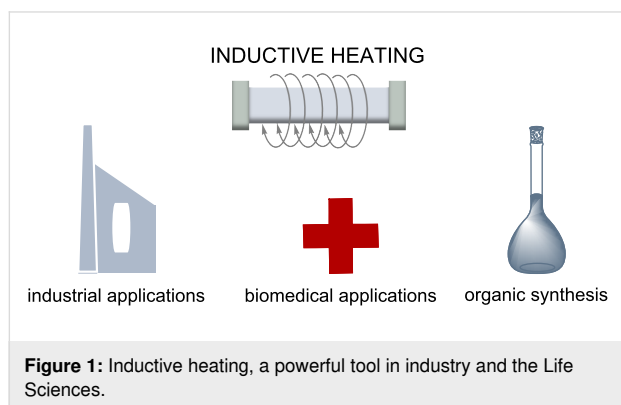 INDUCTIVE HEATING
industrial applications
biomedical applications
organic synthesis
Figure 1: Inductive heating, a powerful tool in industry and the Life
Sciences.